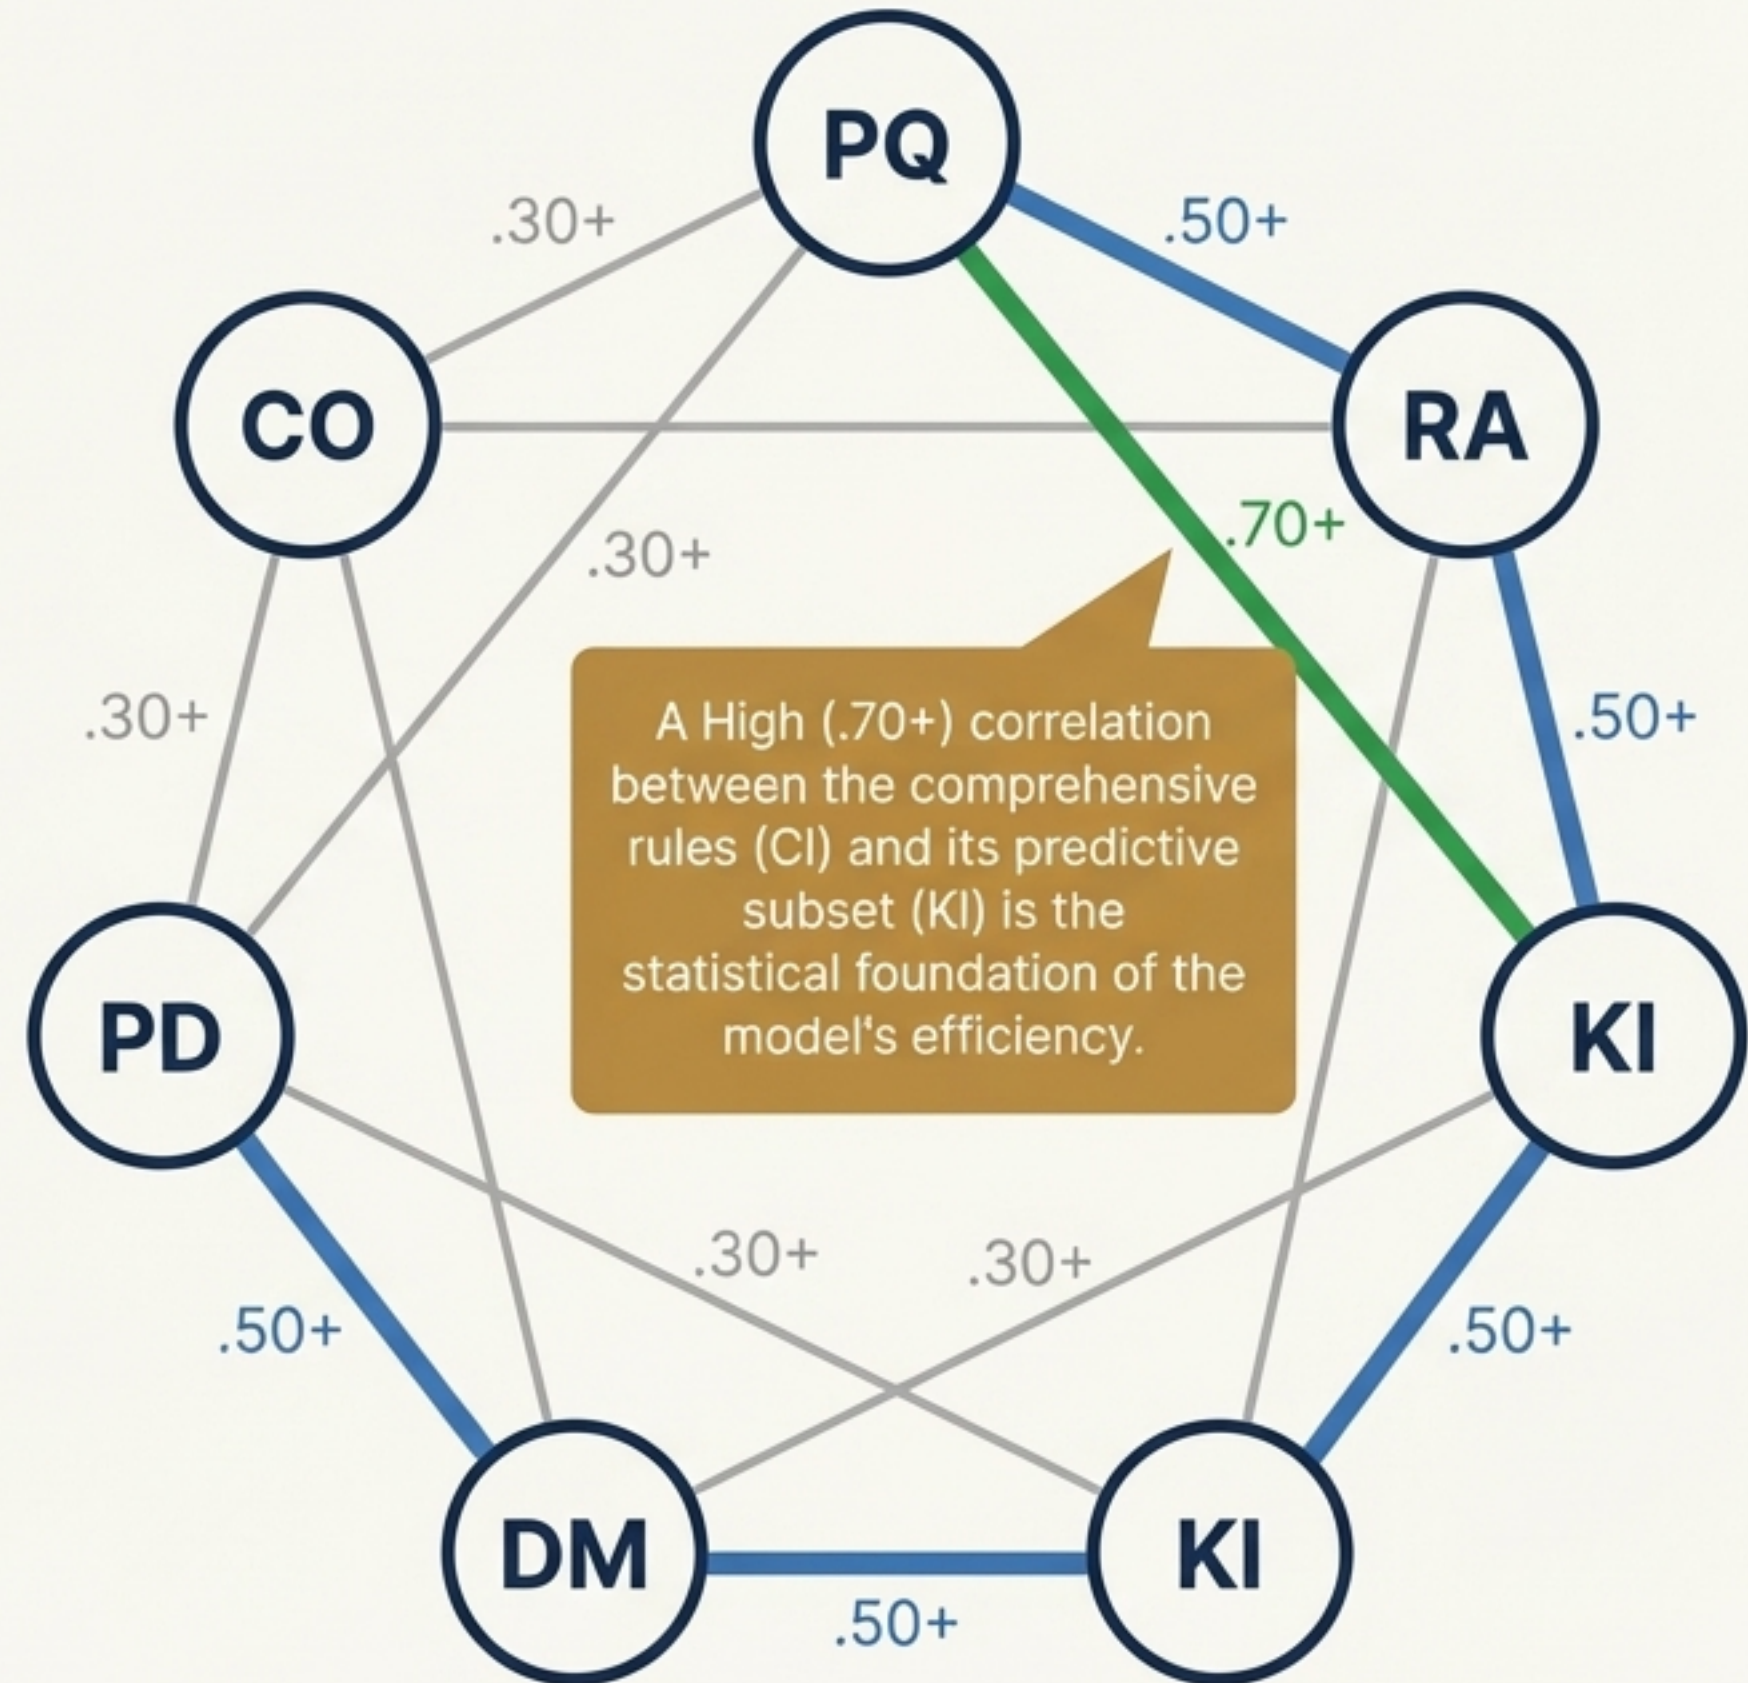 PQ
.30+
.50+
CO
RA
.70+
.30+
.30+
.50+
A High (.70+) correlation
between the comprehensive
rules (CI) and its predictive
subset (KI) is the
statistical foundation of the
model's efficiency.
PD
KI
.30+
.30+
.50+
.50+
DM
KI
.50+